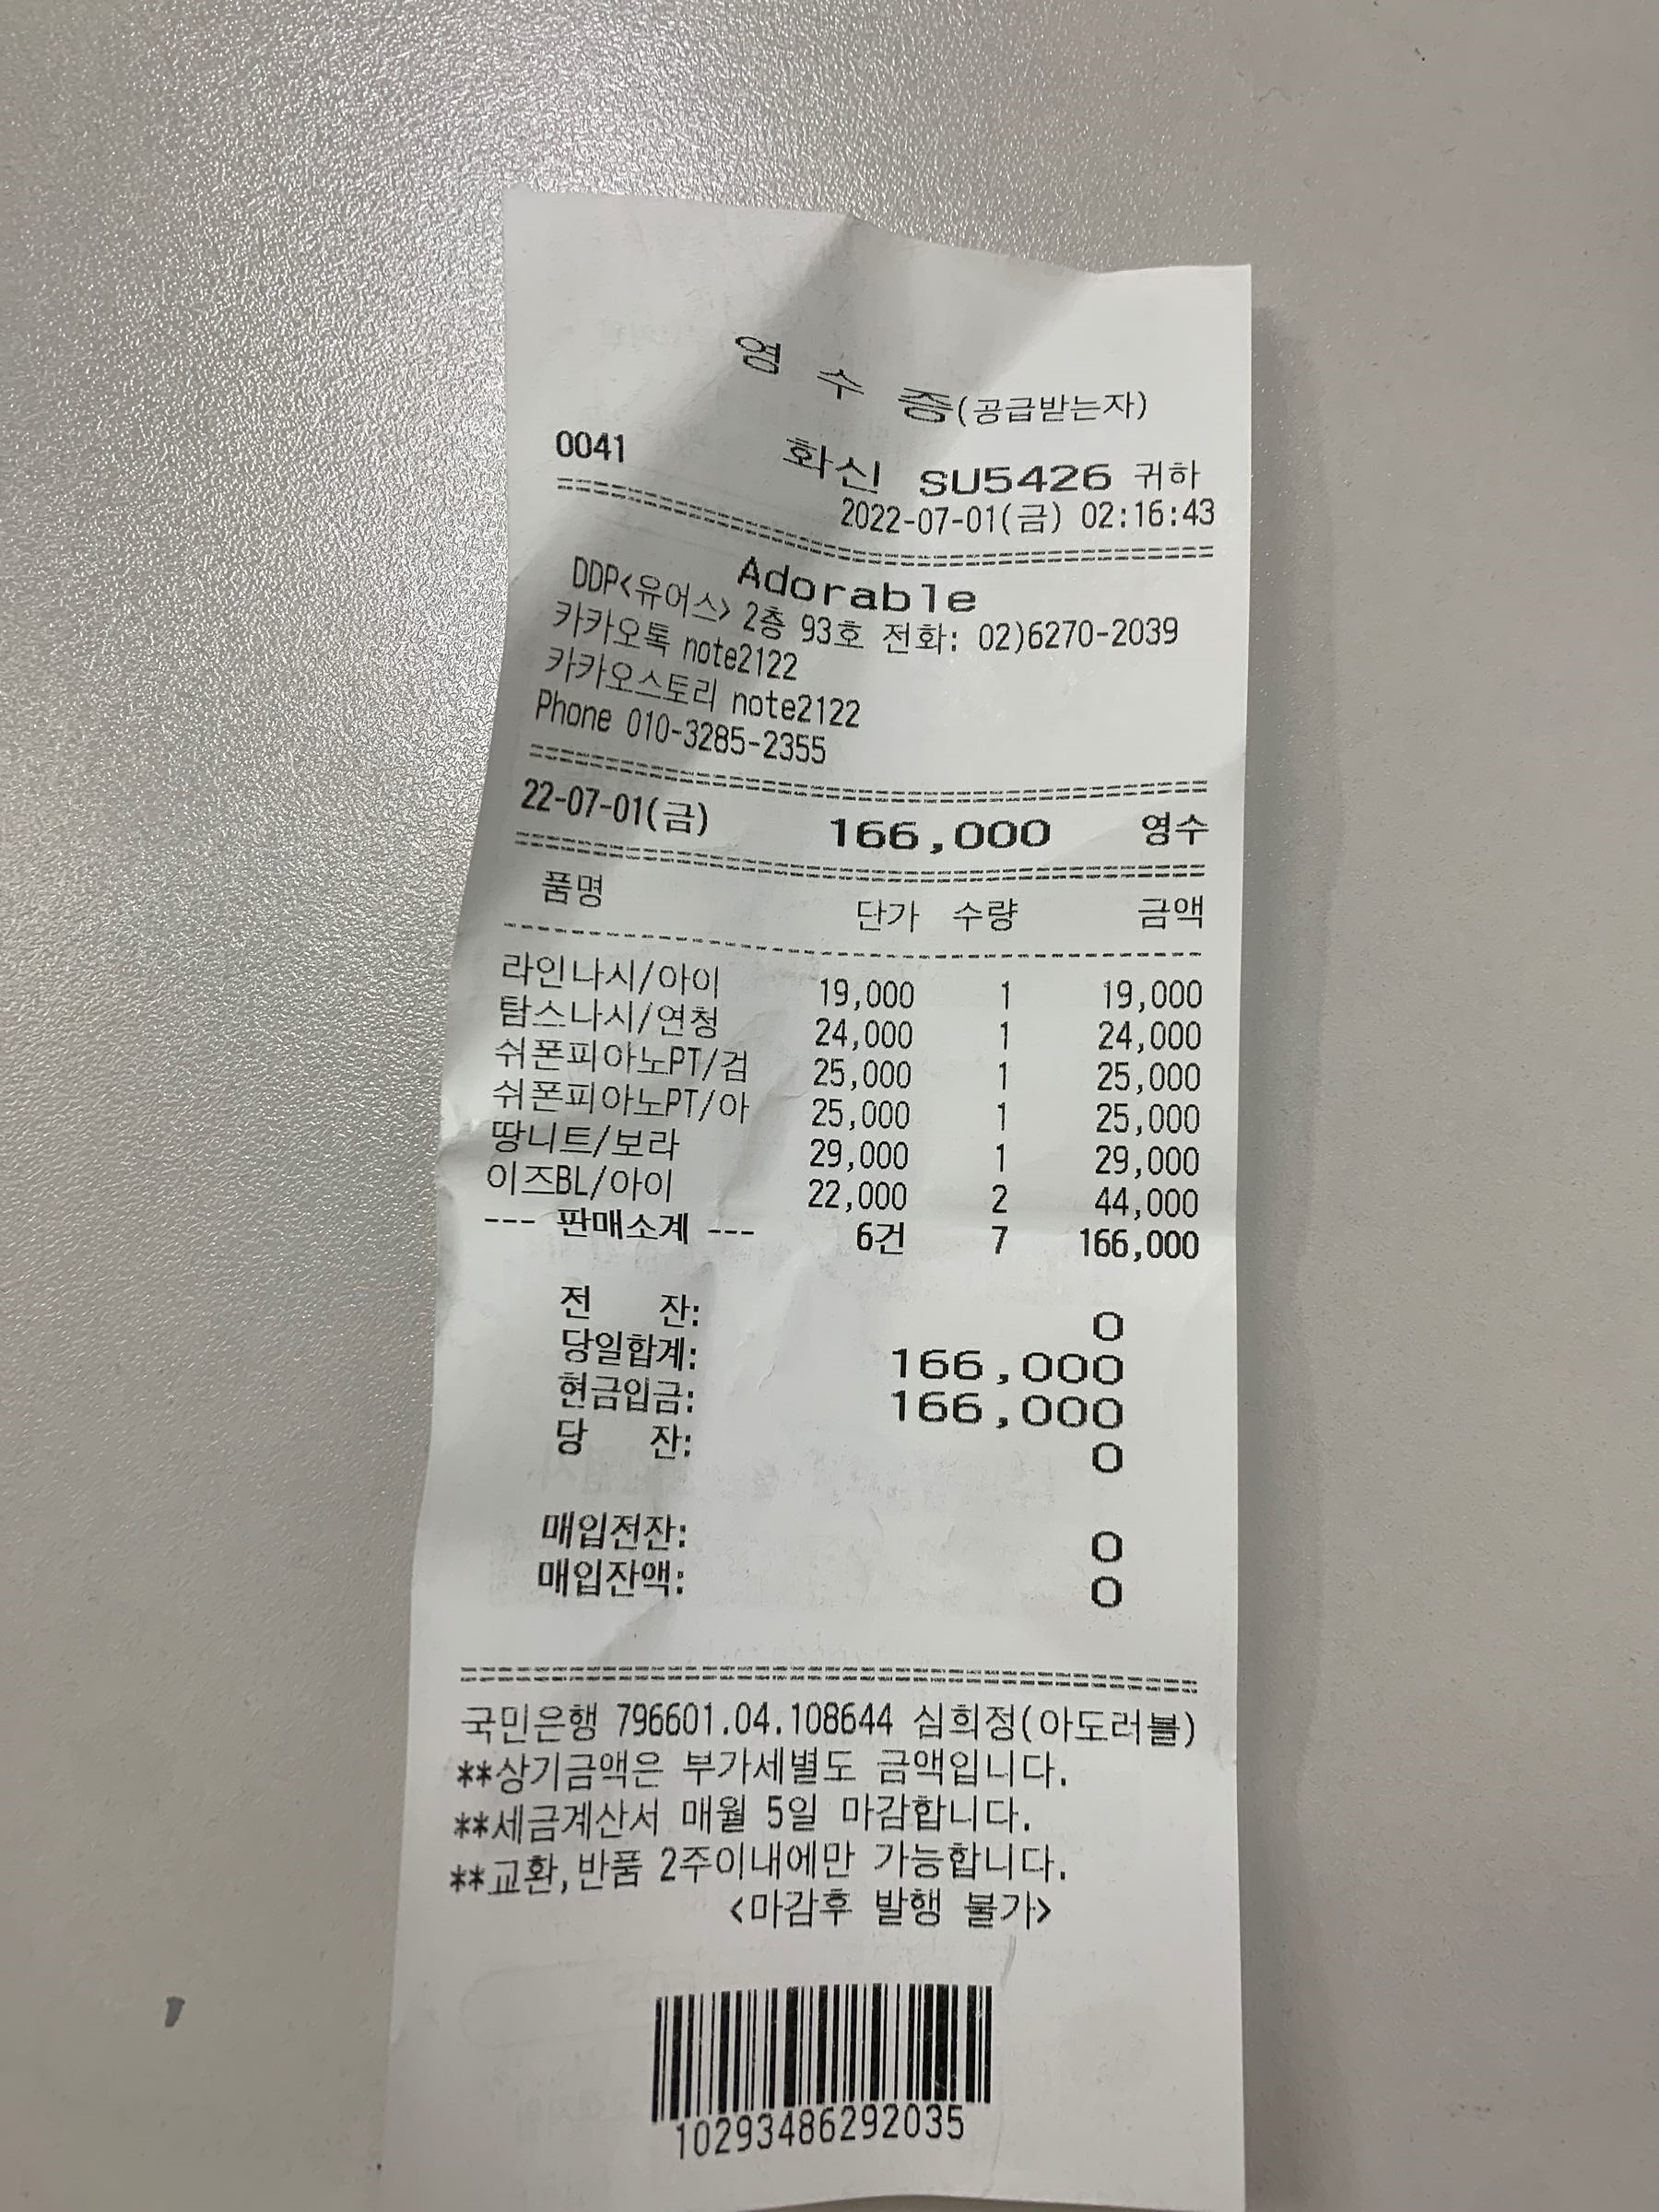 영 수 증(공급받는자)
0041 화신 SU5426 귀하
2022-07-01(금) 02:16:43
Adorable
DDP<유어스> 2층 93호 전화: 02)6270-2039
카카오톡 note2122
카카오스토리 note2122
Phone 010-3285-2355
22-07-01(금) 166,000 영수
품명 단가 수량 금액
라인나시/아이 19,000 1 19,000
탑스나시/연청 24,000 1 24,000
쉬폰피아노PT/검 25,000 1 25,000
쉬폰피아노PT/아 25,000 1 25,000
땅니트/보라 29,000 1 29,000
이즈BL/아이 22,000 2 44,000
--- 판매소계 --- 6건 7 166,000
전 잔: 0
당일합계: 166,000
현금입금: 166,000
당 잔: 0
매입전잔: 0
매입잔액: 0
국민은행 796601.04.108644 심희정(아도러블)
**상기금액은 부가세별도 금액입니다.
**세금계산서 매월 5일 마감합니다.
**교환,반품 2주이내에만 가능합니다.
<마감후 발행 불가>
10293486292035